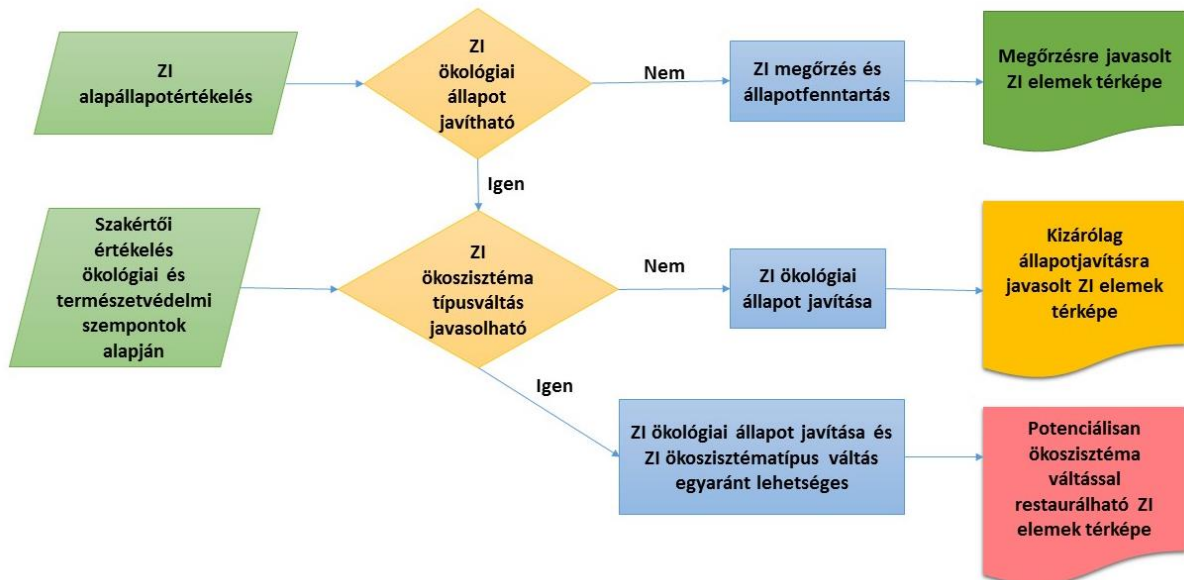 ZI
alapállapotértékelés
ZI
ökológiai
állapot
javítható
Nem
ZI megőrzés és
állapotfenntartás
Megőrzésre javasolt
ZI elemek térképe
Igen
Szakértői
értékelés
ökológiai és
természetvédelmi
szempontok
alapján
ZI
ökoszisztéma
típusváltás
javasolható
Nem
ZI ökológiai
állapot javítása
Kizárólag
állapotjavításra
javasolt ZI elemek
térképe
Igen
ZI ökológiai állapot javítása és
ZI ökoszisztématípus váltás
egyaránt lehetséges
Potenciálisan
ökoszisztéma
váltással
restaurálható ZI
elemek térképe